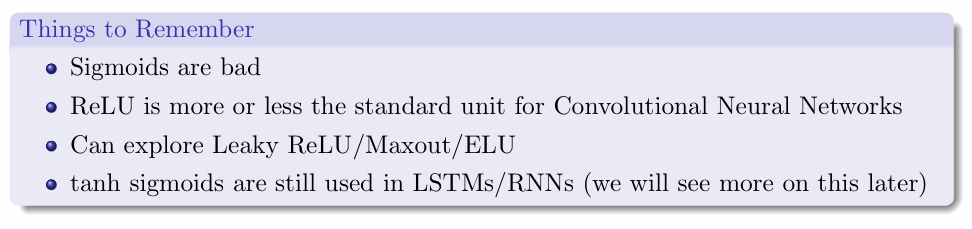 Things to Remember
Sigmoids are bad
ReLU is more or less the standard unit for Convolutional Neural Networks
Can explore Leaky ReLU/Maxout/ELU
tanh sigmoids are still used in LSTMs/RNNs (we will see more on this later)